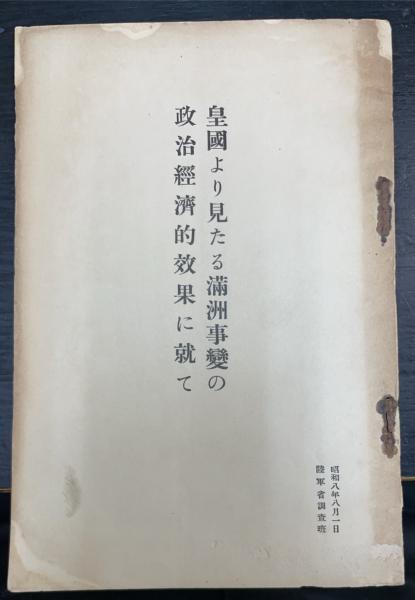 皇國より見たる滿洲事變の
政治經濟的效果に就て
昭和八年八月一日
陸軍省調査班